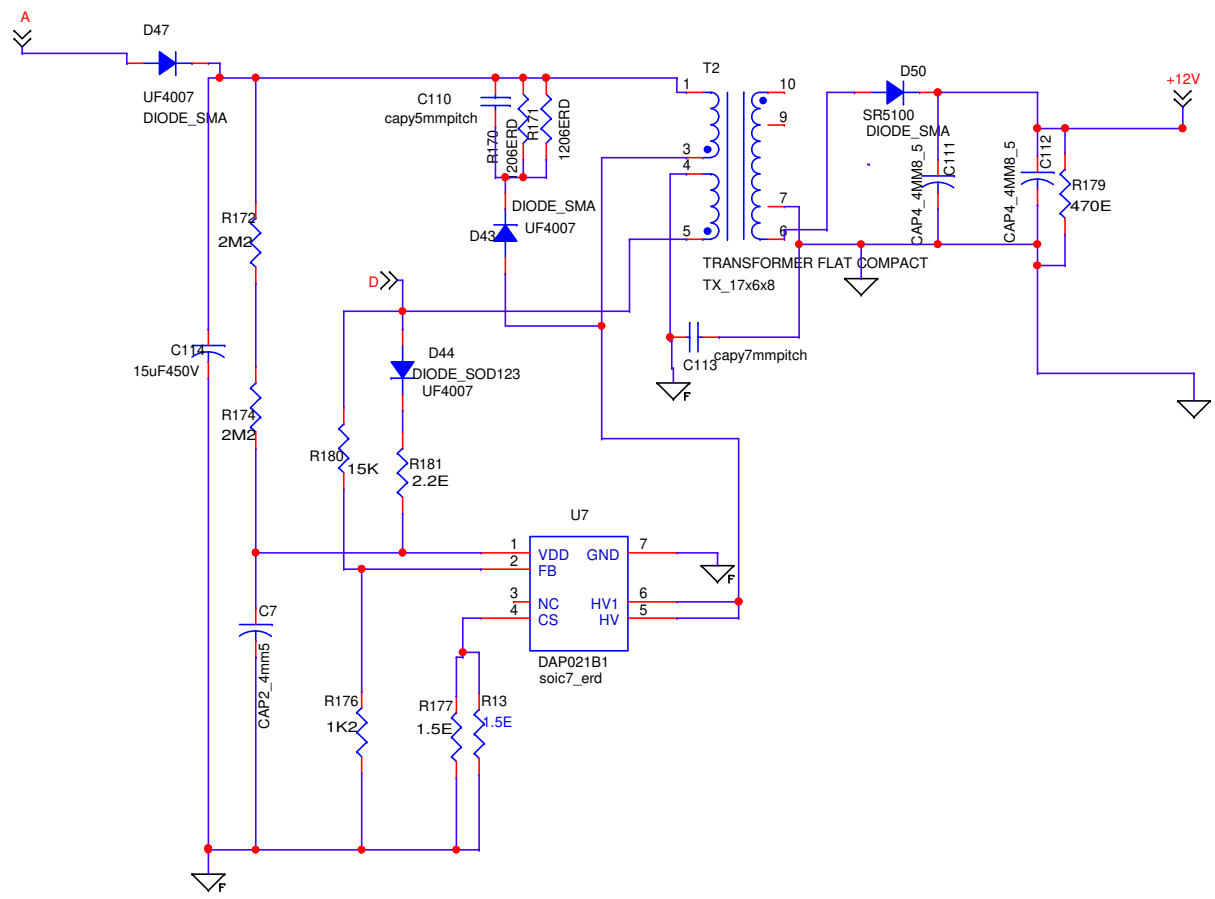 A
D47
UF4007
DIODE_SMA
C110
capy5mmpitch
R170
1206ERD
R171
1206ERD
T2
1
3
4
5
10
9
7
6
D50
SR5100
DIODE_SMA
+12V
CAP4_4MM8_5
C111
CAP4_4MM8_5
C112
R179
470E
DIODE_SMA
D43
UF4007
R172
2M2
TRANSFORMER FLAT COMPACT
TX_17x6x8
D
C114
15uF450V
D44
DIODE_SOD123
UF4007
capy7mmpitch
C113
F
R174
2M2
R180
15K
R181
2.2E
U7
1
VDD
GND
7
2
FB
F
3
NC
HV1
6
4
CS
HV
5
C7
CAP2_4mm5
DAP021B1
soic7_erd
R176
1K2
R177
1.5E
R13
1.5E
F